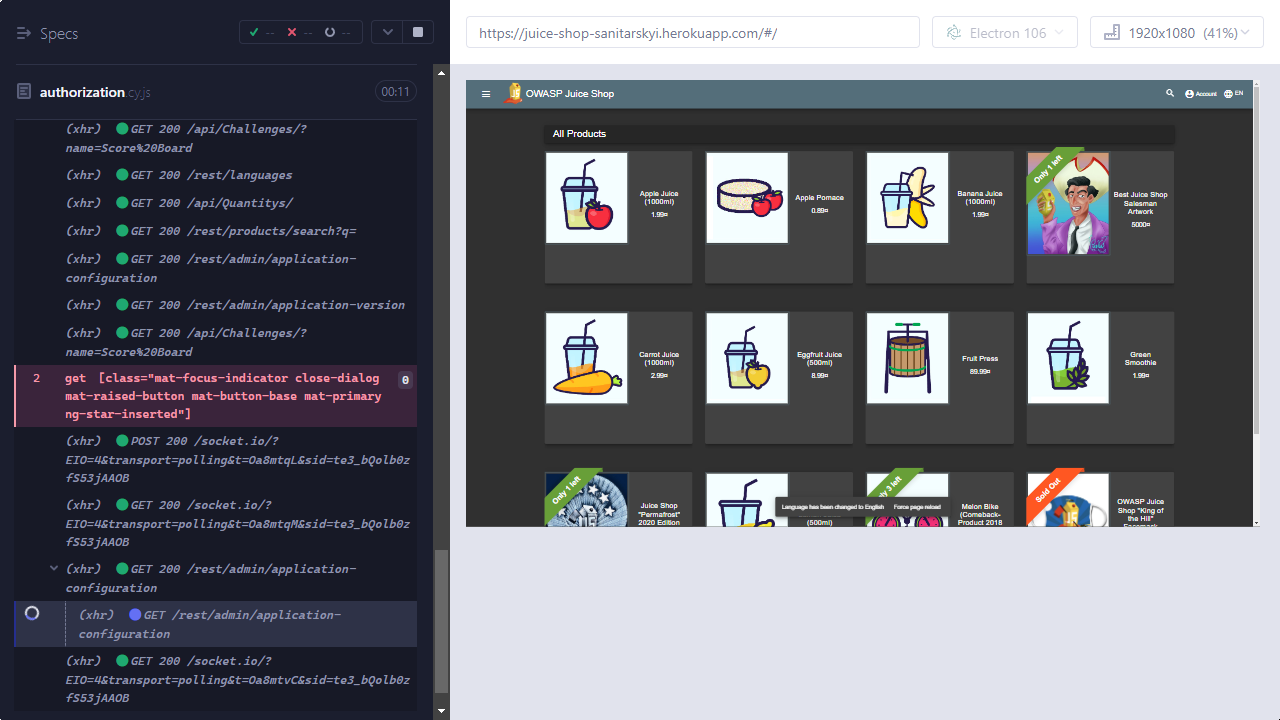 Specs
--
--
--
https://juice-shop-sanitarskyi.herokuapp.com/#/
Electron 106
1920x1080 (41%)
authorization.cy.js
00:11
(xhr) GET 200 /api/Challenges/?
name=Score%20Board
(xhr) GET 200 /rest/languages
(xhr) GET 200 /api/Quantitys/
(xhr) GET 200 /rest/products/search?q=
(xhr) GET 200 /rest/admin/application-
configuration
(xhr) GET 200 /rest/admin/application-version
(xhr) GET 200 /api/Challenges/?
name=Score%20Board
2 get [class="mat-focus-indicator close-dialog 0
mat-raised-button mat-button-base mat-primary
ng-star-inserted"]
(xhr) POST 200 /socket.io/?
EIO=4&transport=polling&t=Oa8mtqL&sid=te3_bQolb0z
fS53jAAOB
(xhr) GET 200 /socket.io/?
EIO=4&transport=polling&t=Oa8mtqM&sid=te3_bQolb0z
fS53jAAOB
(xhr) GET 200 /rest/admin/application-
configuration
(xhr) GET /rest/admin/application-
configuration
(xhr) GET 200 /socket.io/?
EIO=4&transport=polling&t=Oa8mtvC&sid=te3_bQolb0z
fS53jAAOB
OWASP Juice Shop
Account
EN
All Products
Apple Juice
(1000ml)
1.99¤
Apple Pomace
0.89¤
Banana Juice
(1000ml)
1.99¤
Only 1 left
Best Juice Shop
Salesman
Artwork
5000¤
Carrot Juice
(1000ml)
2.99¤
Eggfruit Juice
(500ml)
8.99¤
Fruit Press
89.99¤
Green
Smoothie
1.99¤
Only 1 left
Juice Shop
"Permafrost"
2020 Edition
(500ml)
Language has been changed to English
Force page reload
3 left
Melon Bike
(Comeback-
Product 2018
Sold Out
OWASP Juice
Shop "King of
the Hill"
Facemask